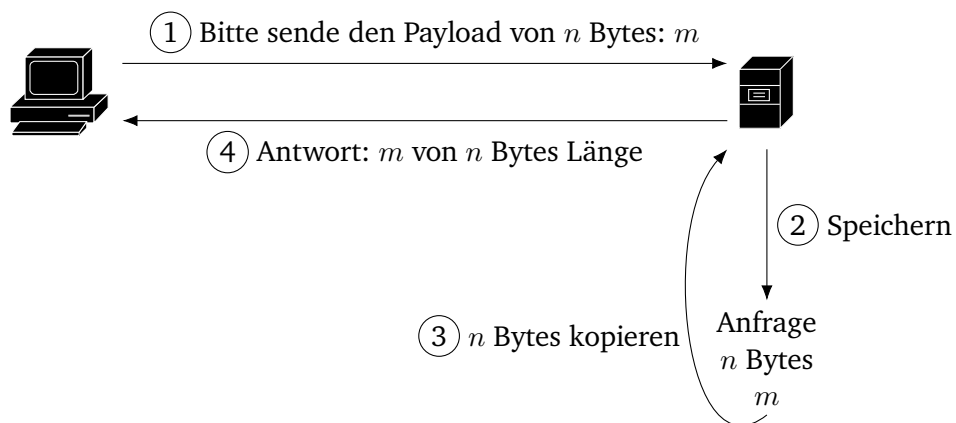 1 Bitte sende den Payload von n Bytes: m
4 Antwort: m von n Bytes Länge
2 Speichern
3 n Bytes kopieren
Anfrage
n Bytes
m